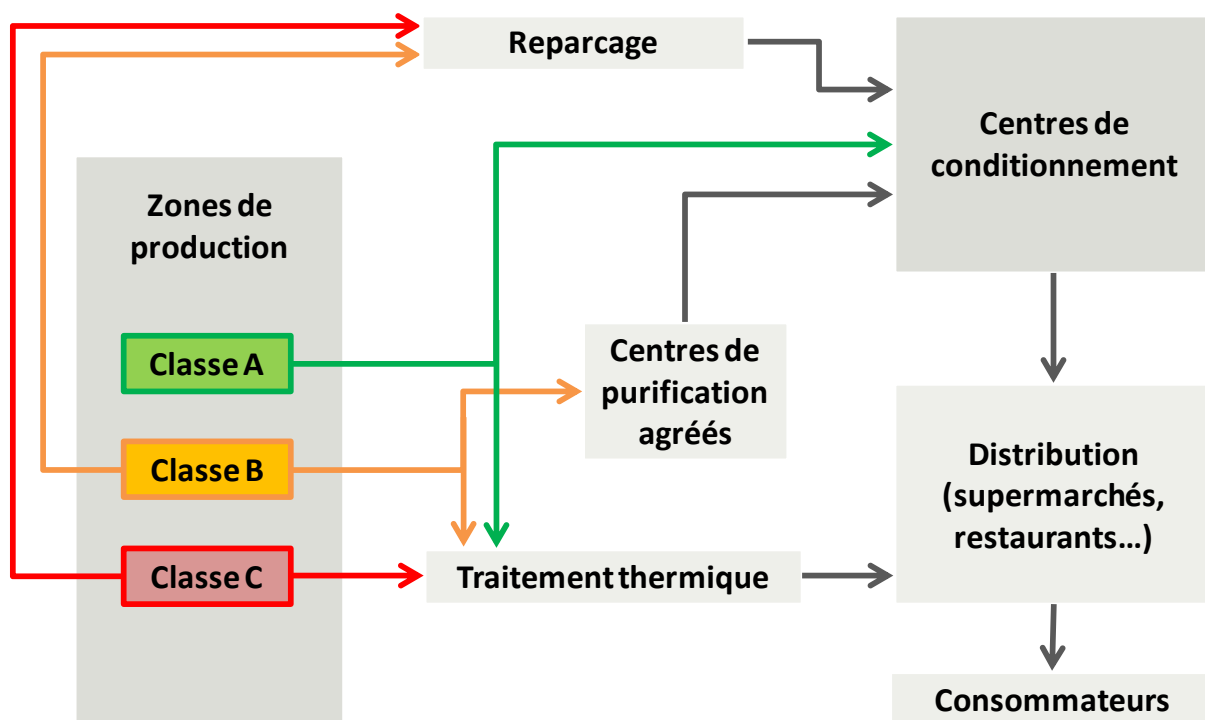 Reparcage
Centres de
conditionnement
Zones de
production
Classe A
Centres de
purification
agréés
Classe B
Distribution
(supermarchés,
restaurants…)
Classe C
Traitement thermique
Consommateurs